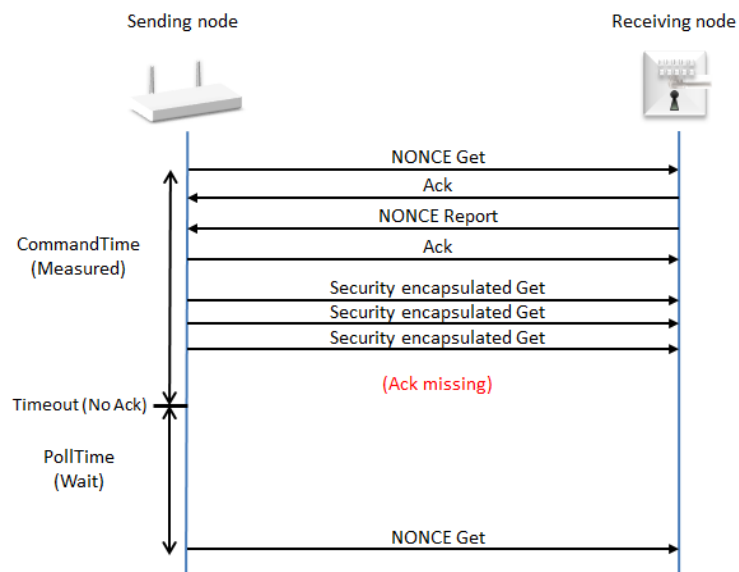 Sending node
Receiving node
NONCE Get
Ack
NONCE Report
CommandTime
(Measured)
Ack
Security encapsulated Get
Security encapsulated Get
Security encapsulated Get
(Ack missing)
Timeout (No Ack)
PollTime
(Wait)
NONCE Get